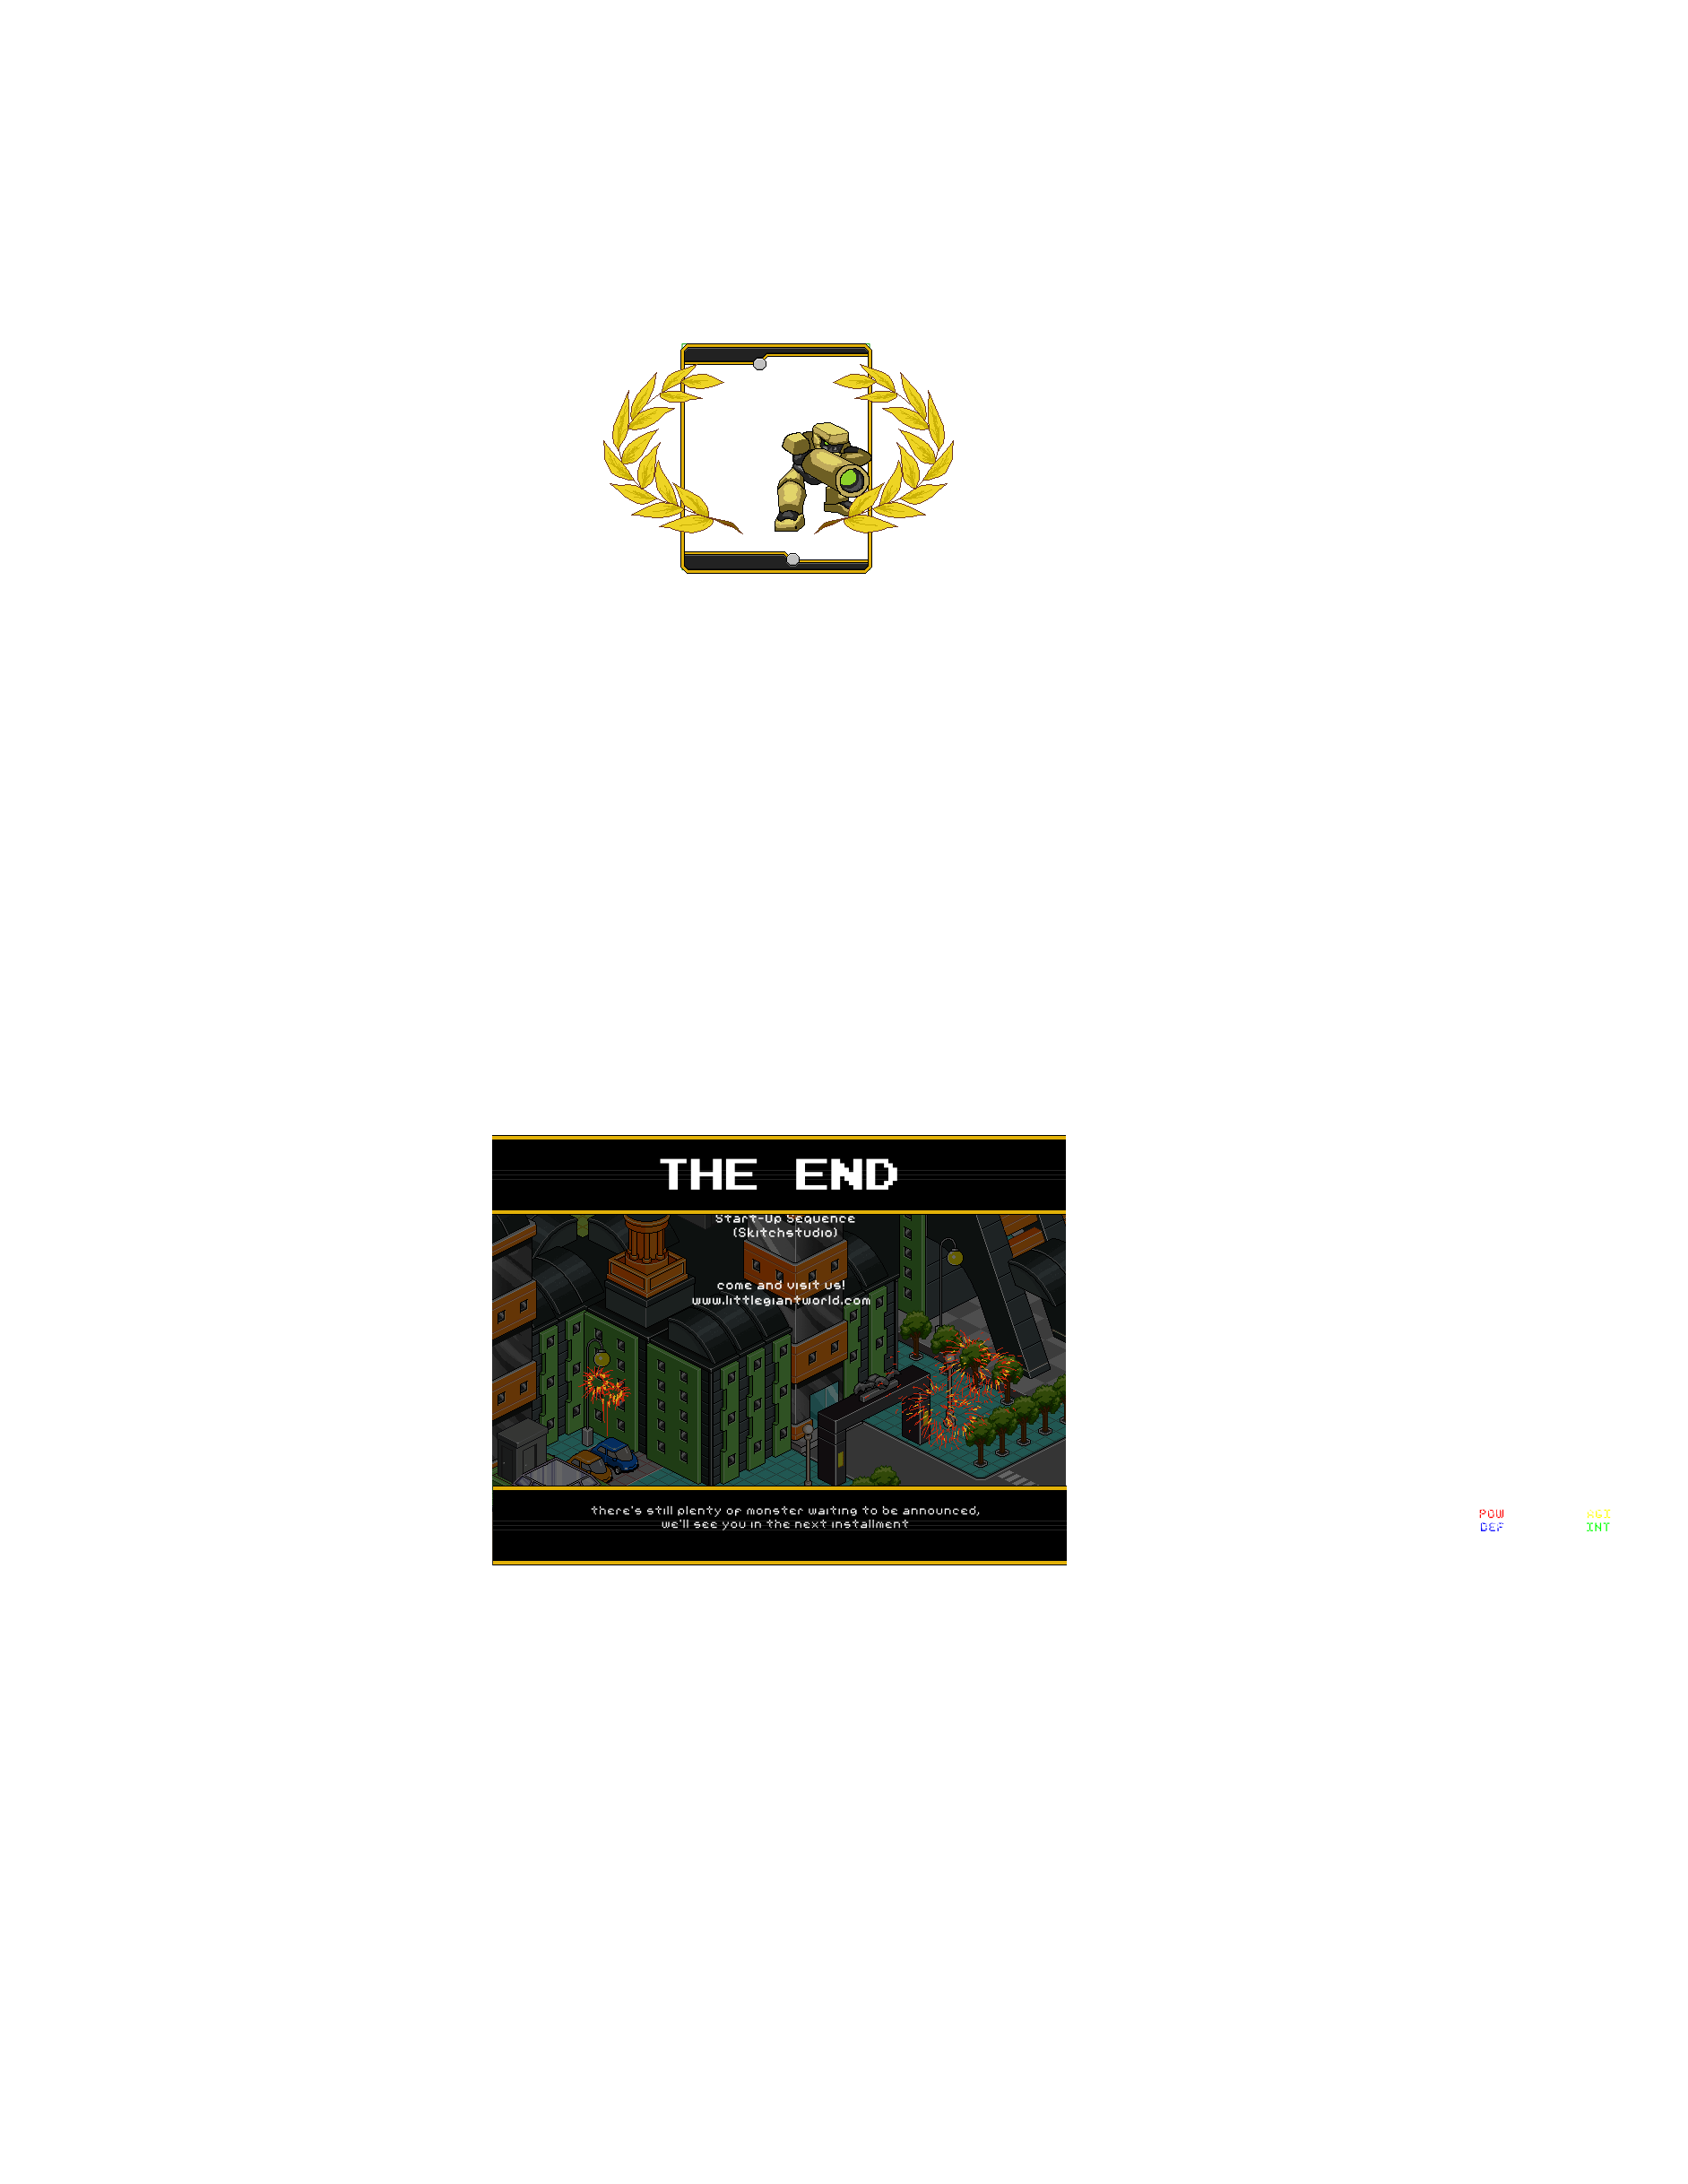 THE END
Start-Up Sequence
(Skitchstudio)
come and visit us!
www.littlegiantworld.com
there's still plenty of monster waiting to be announced,
we'll see you in the next installment
POW AGI
DEF INT